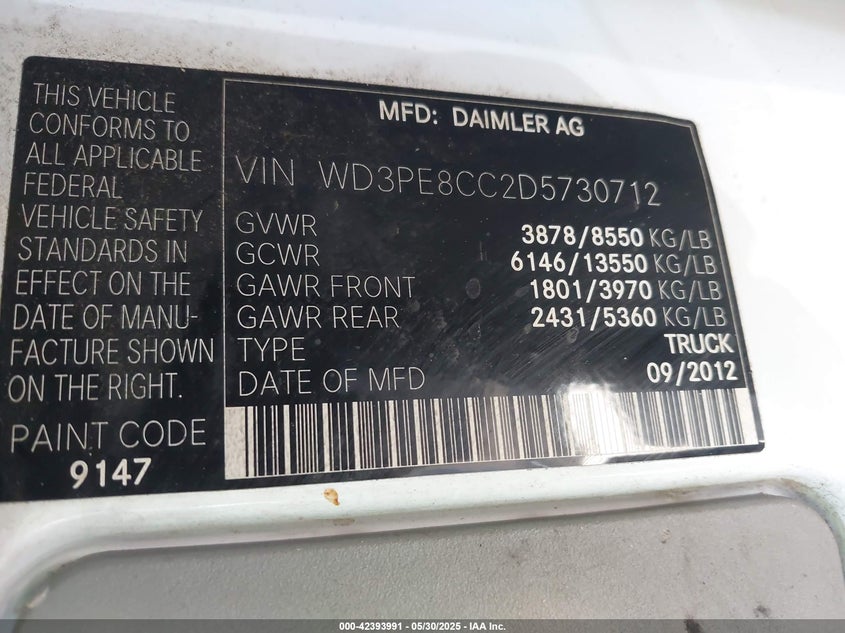 THIS VEHICLE
CONFORMS TO
ALL APPLICABLE
FEDERAL
VEHICLE SAFETY
STANDARDS IN
EFFECT ON THE
DATE OF MANU-
FACTURE SHOWN
ON THE RIGHT.
PAINT CODE
9147
MFD: DAIMLER AG
VIN WD3PE8CC2D5730712
GVWR 3878/8550 KG/LB
GCWR 6146/13550 KG/LB
GAWR FRONT 1801/3970 KG/LB
GAWR REAR 2431/5360 KG/LB
TYPE TRUCK
DATE OF MFD 09/2012
000-42393991 — 05/30/2025 — IAA Inc.